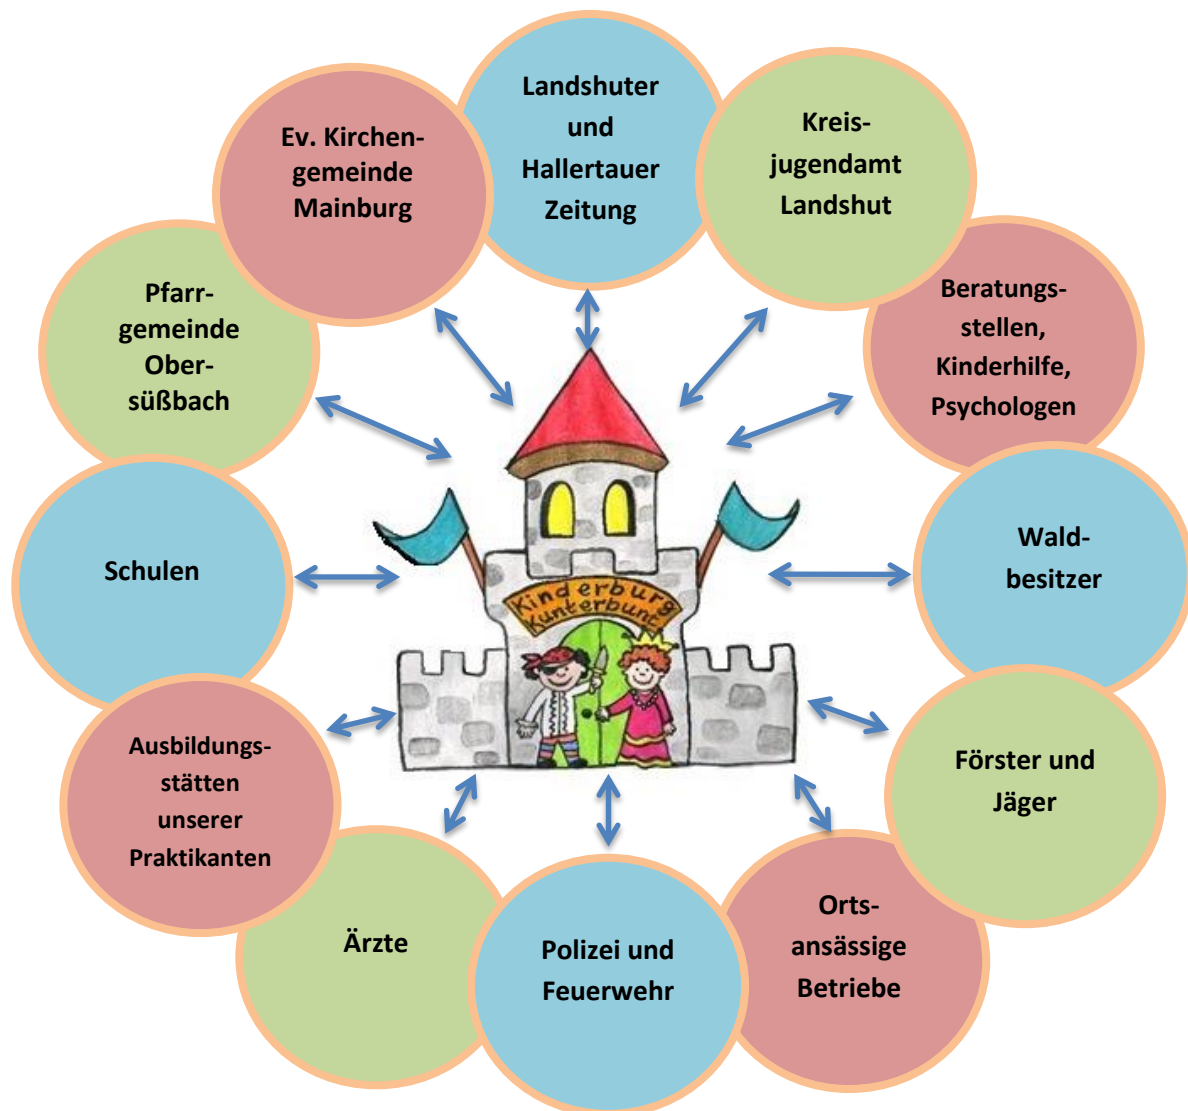 Landshuter
und
Hallertauer
Zeitung
Kreis-
jugendamt
Landshut
Beratungs-
stellen,
Kinderhilfe,
Psychologen
Wald-
besitzer
Förster und
Jäger
Orts-
ansässige
Betriebe
Polizei und
Feuerwehr
Ärzte
Ausbildungs-
stätten
unserer
Praktikanten
Schulen
Pfarr-
gemeinde
Ober-
süßbach
Ev. Kirchen-
gemeinde
Mainburg
Kinderburg
Kunterbunt